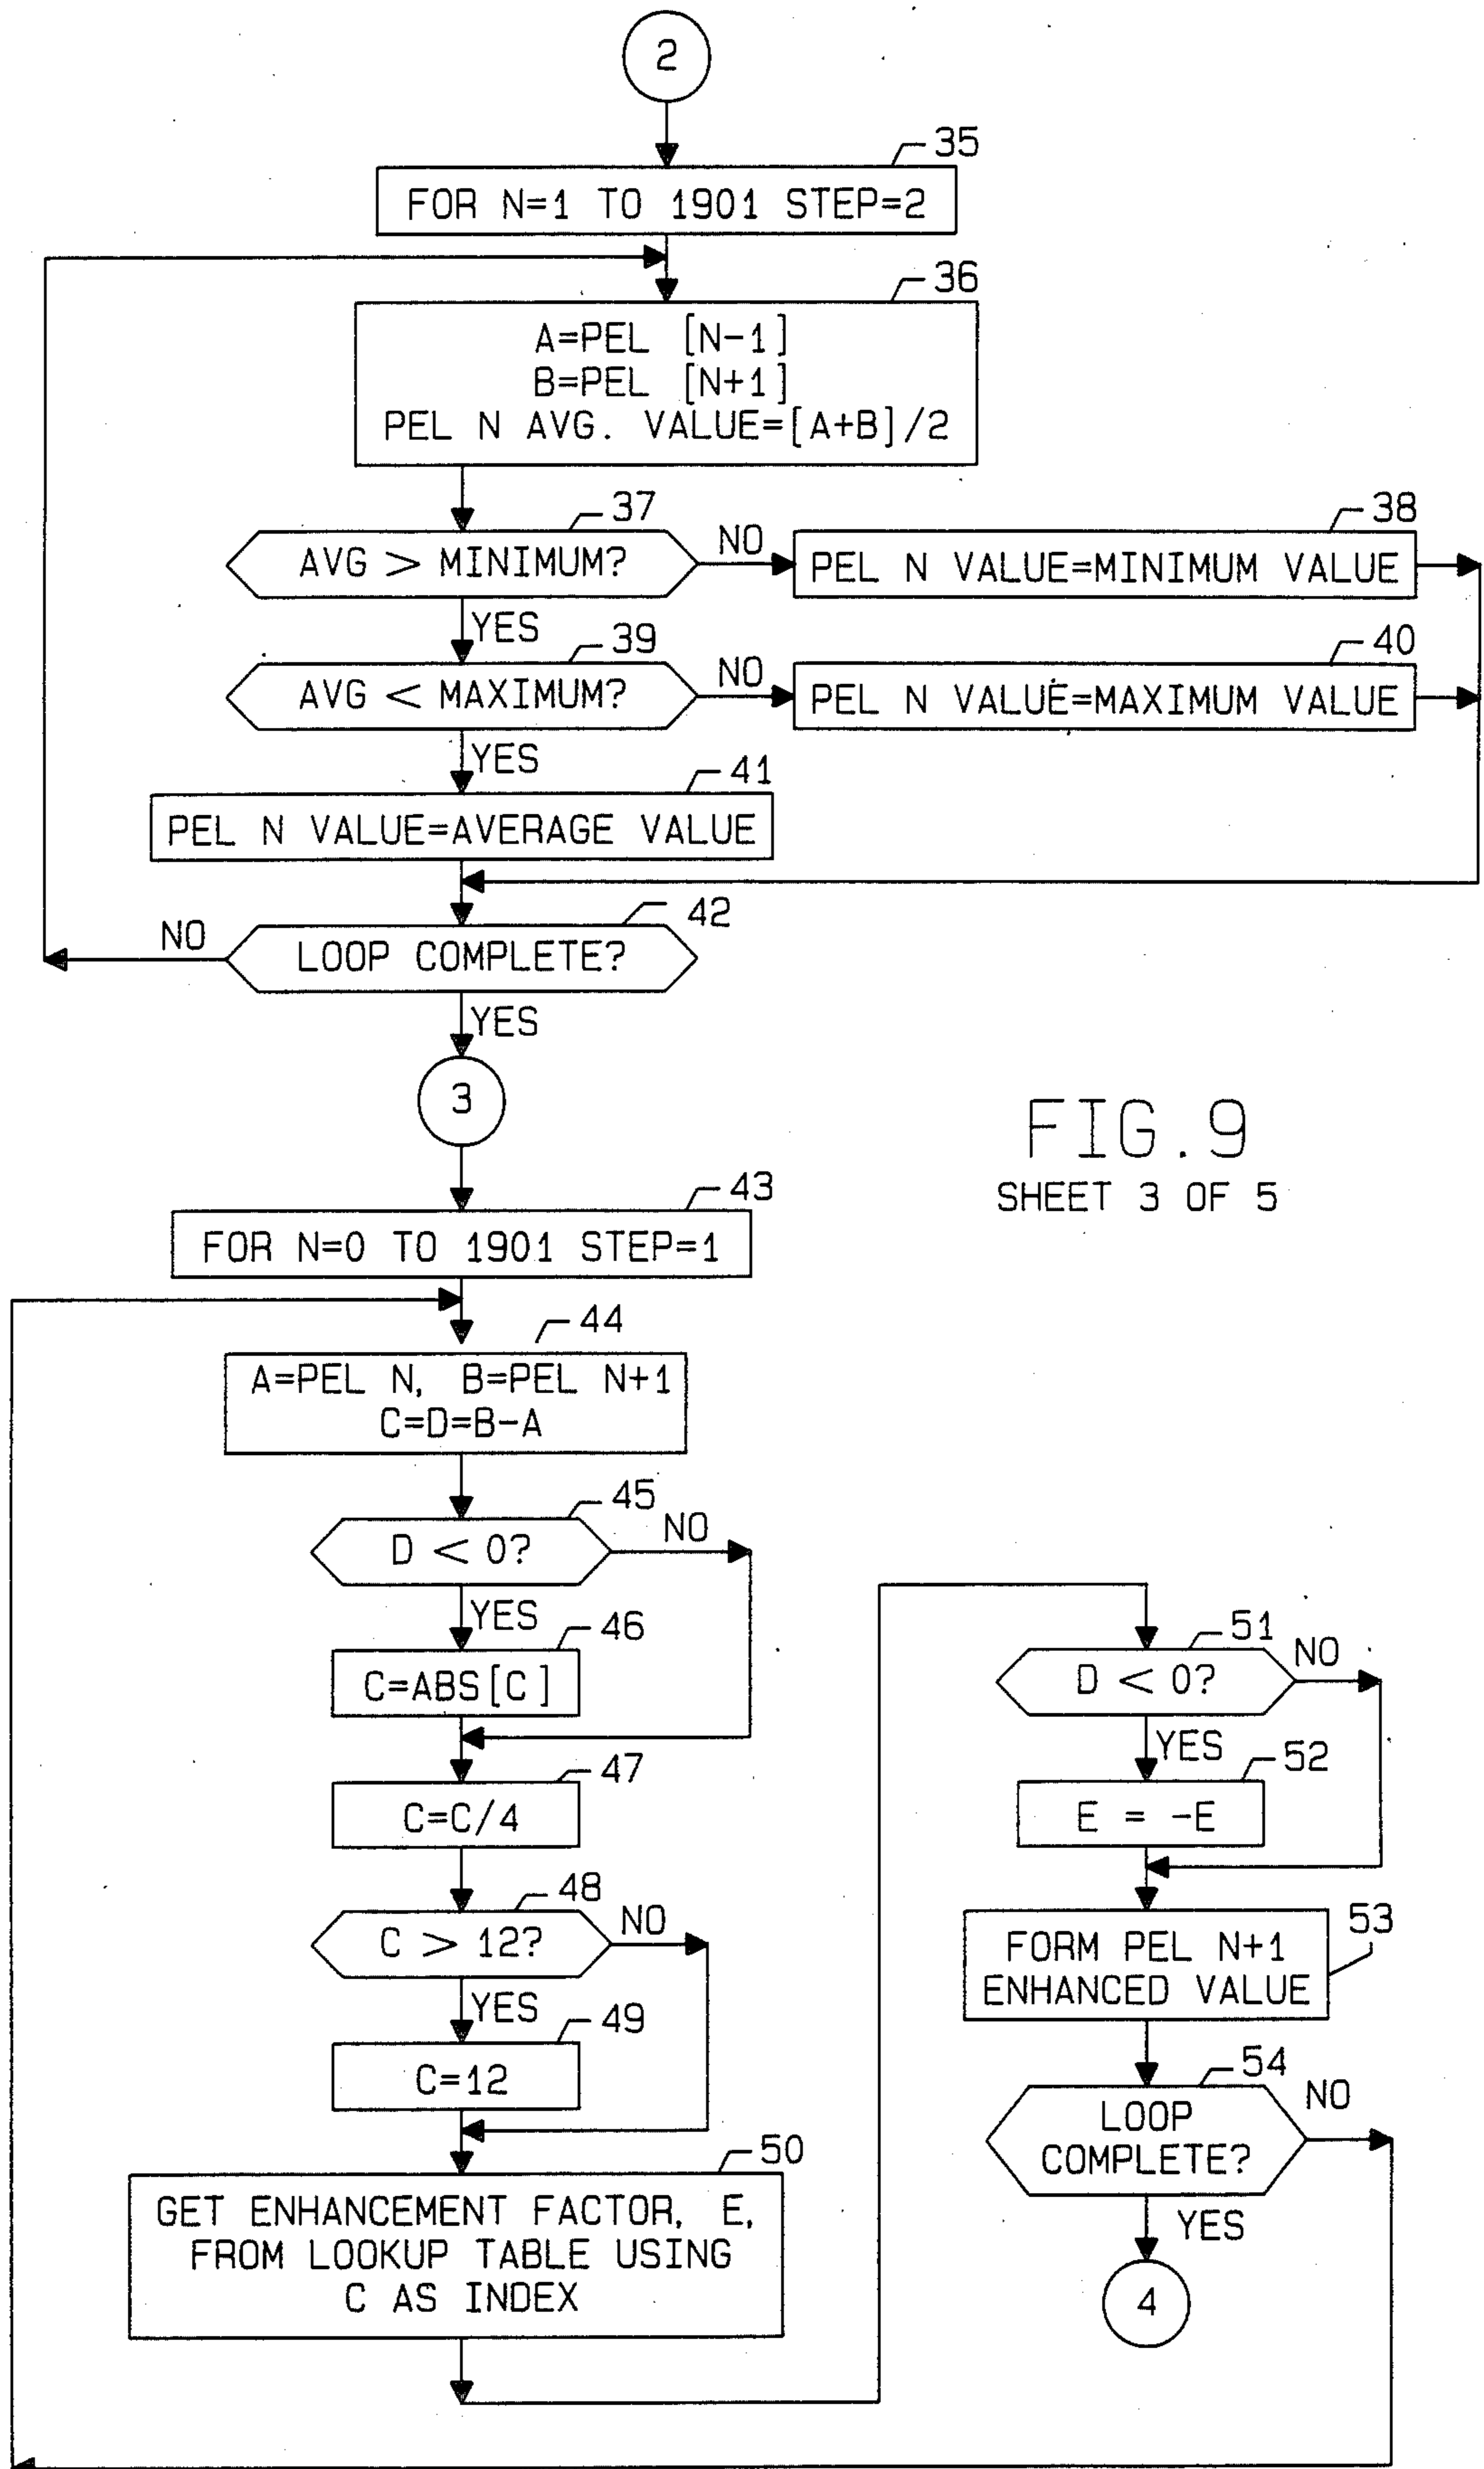 2
35
FOR N=1 TO 1901 STEP=2
36
A=PEL [N-1]
B=PEL [N+1]
PEL N AVG. VALUE=[A+B]/2
37
AVG > MINIMUM?
NO
38
PEL N VALUE=MINIMUM VALUE
YES
39
AVG < MAXIMUM?
NO
40
PEL N VALUE=MAXIMUM VALUE
YES
41
PEL N VALUE=AVERAGE VALUE
42
NO
LOOP COMPLETE?
YES
3
FIG.9
SHEET 3 OF 5
43
FOR N=0 TO 1901 STEP=1
44
A=PEL N, B=PEL N+1
C=D=B-A
45
D < 0?
NO
YES
46
C=ABS[C]
47
C=C/4
48
C > 12?
NO
YES
49
C=12
50
GET ENHANCEMENT FACTOR, E,
FROM LOOKUP TABLE USING
C AS INDEX
51
D < 0?
NO
YES
52
E = -E
53
FORM PEL N+1
ENHANCED VALUE
54
LOOP
COMPLETE?
NO
YES
4